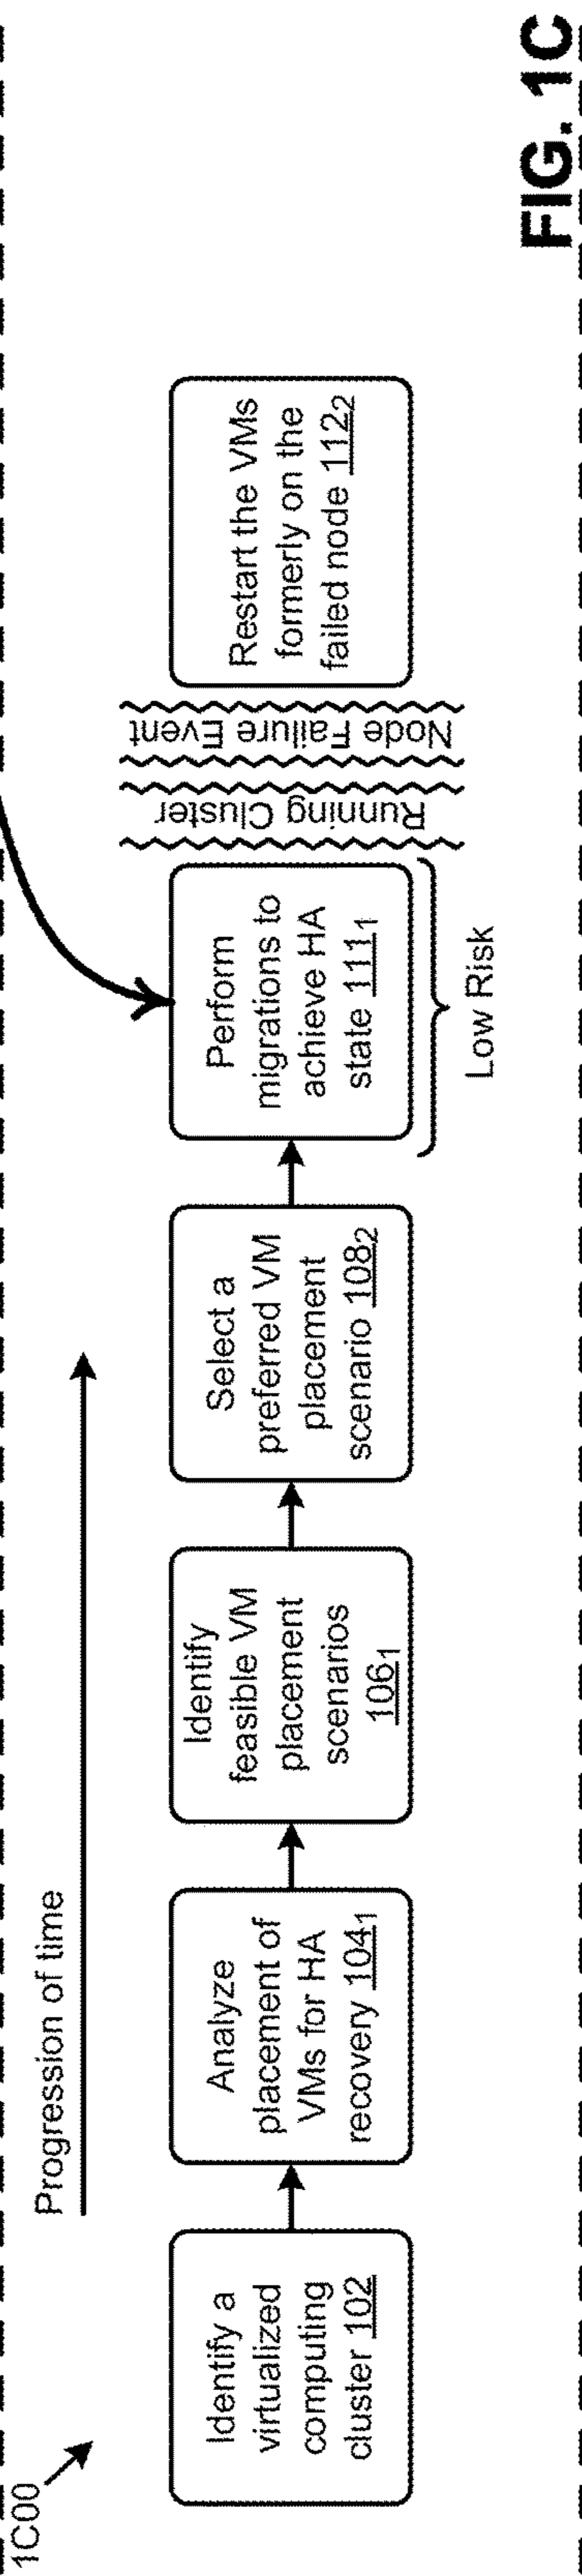 1C00
Progression of time
Identify a
virtualized
computing
cluster 102
Analyze
placement of
VMs for HA
recovery 104₁
Identify
feasible VM
placement
scenarios
106₁
Select a
preferred VM
placement
scenario 108₂
Perform
migrations to
achieve HA
state 111₁
Low Risk
Running Cluster
Node Failure Event
Restart the VMs
formerly on the
failed node 112₂
FIG. 1C